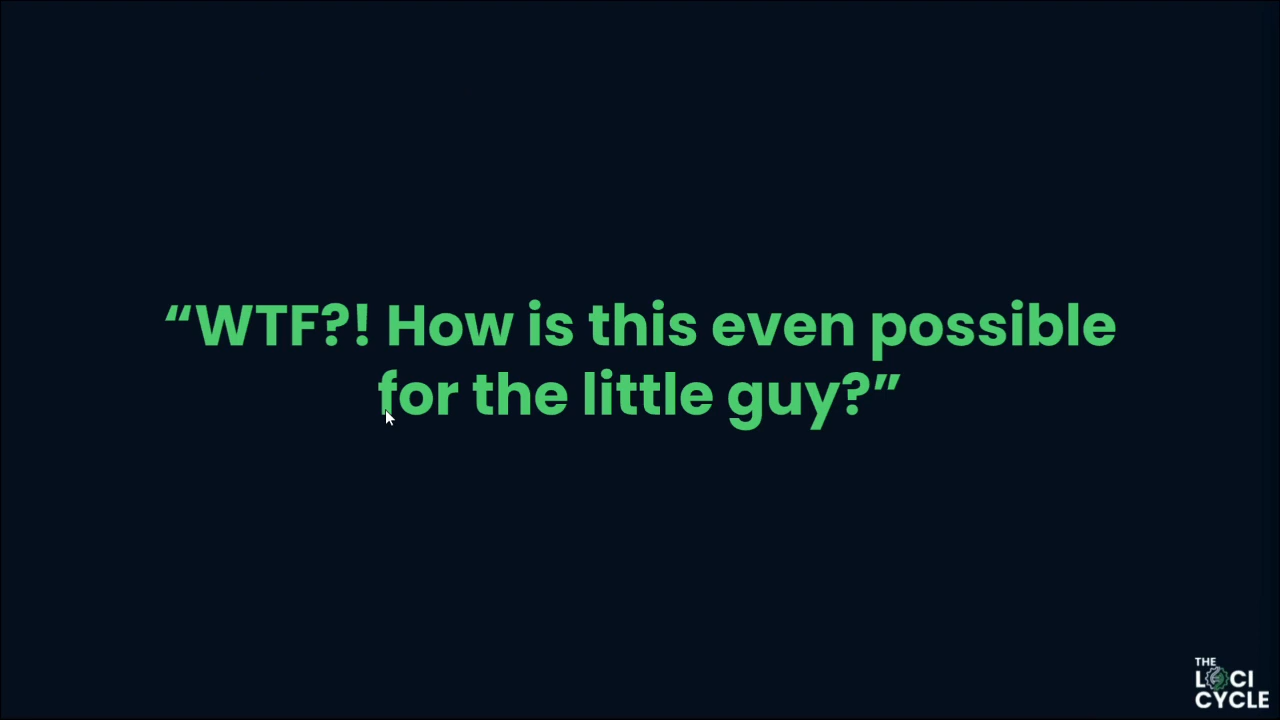 “WTF?! How is this even possible
for the little guy?”
THE
LOCI
CYCLE